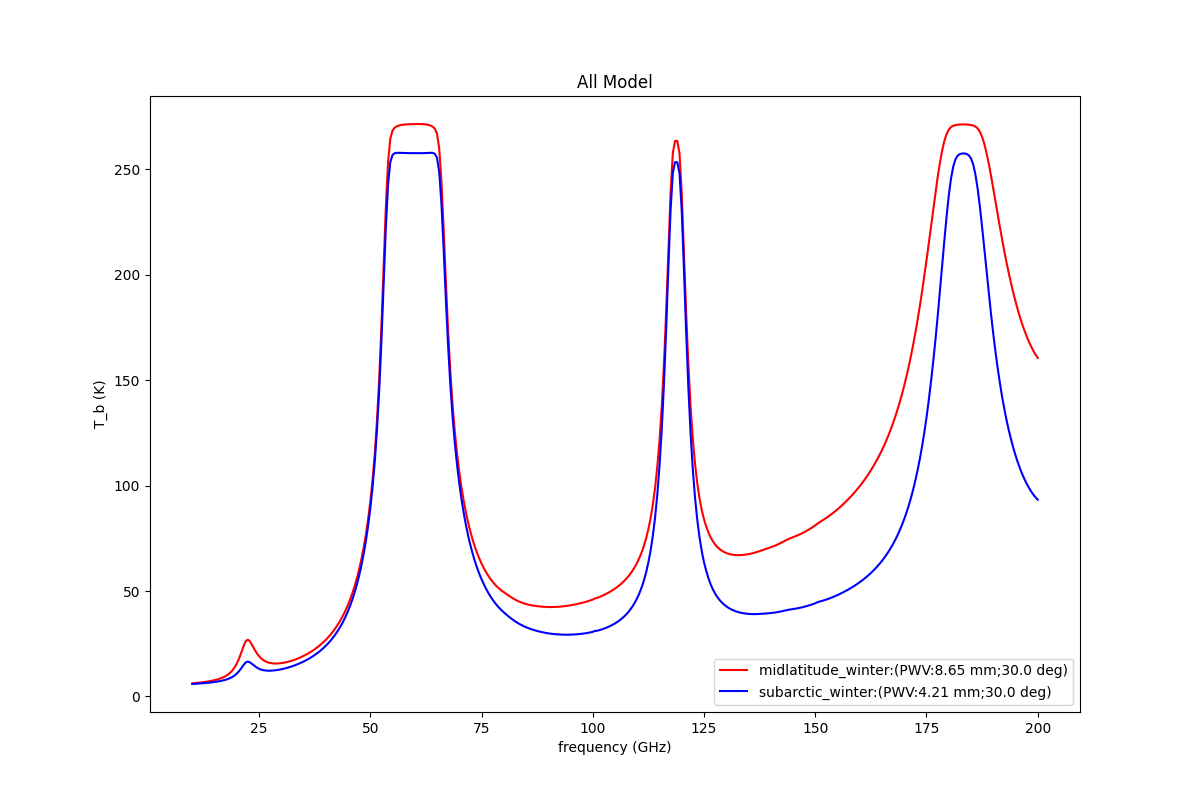 All Model
T_b (K)
250
200
150
100
50
0
midlatitude_winter:(PWV:8.65 mm;30.0 deg)
subarctic_winter:(PWV:4.21 mm;30.0 deg)
25 50 75 100 125 150 175 200
frequency (GHz)